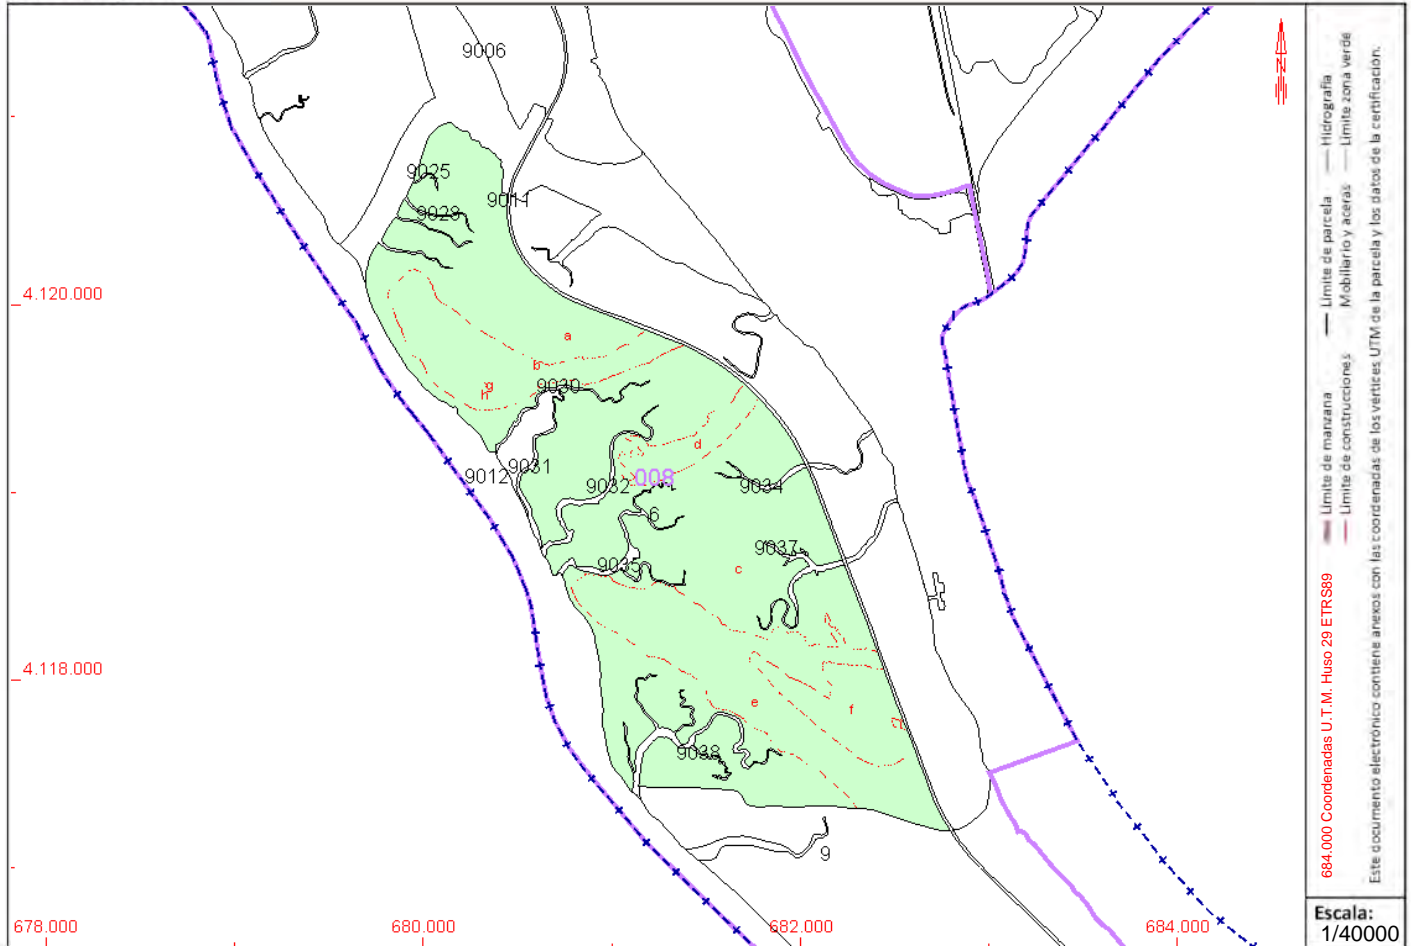 9006
9025
9011
9028
4.120.000
a
b
g
h
9030
d
9031
9012
008
9032
9034
6
9037
9035
c
4.118.000
e
f
9038
9
678.000
680.000
682.000
684.000
N
Límite de manzana
Límite de parcela
Hidrografía
Límite de construcciones
Mobiliario y aceras
Límite zona verde
684.000 Coordenadas U.T.M. Huso 29 ETRS89
Este documento electrónico contiene anexos con las coordenadas de los vértices UTM de la parcela y los datos de la certificación.
Escala:
1/40000